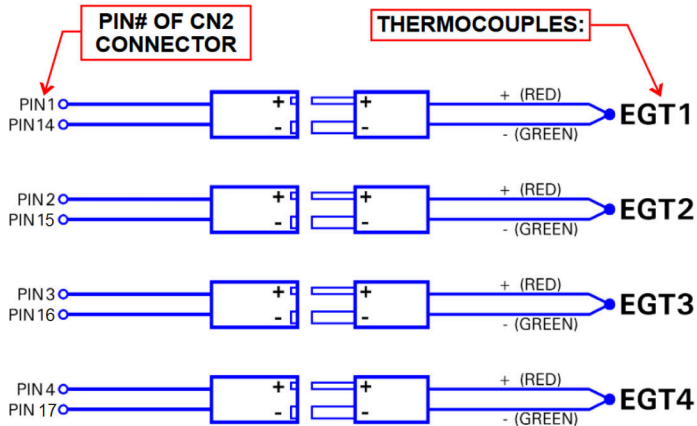 PIN# OF CN2
CONNECTOR
THERMOCOUPLES:
PIN1 + + + (RED)
EGT1
PIN14 - - - (GREEN)
PIN2 + + + (RED)
EGT2
PIN15 - - - (GREEN)
PIN3 + + + (RED)
EGT3
PIN16 - - - (GREEN)
PIN4 + + + (RED)
EGT4
PIN 17 - - - (GREEN)